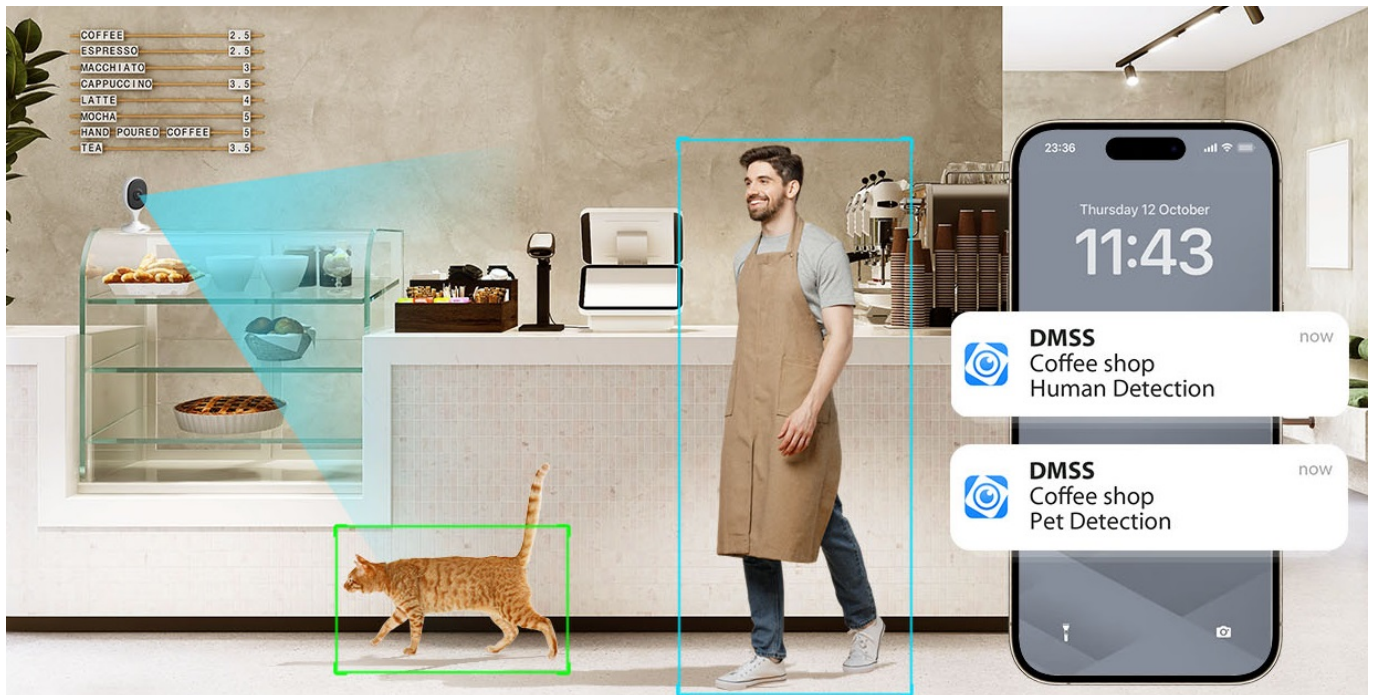 COFFEE 2.5
ESPRESSO 2.5
MACCHIATO 3
CAPPUCCINO 3.5
LATTE 4
MOCHA 5
HAND POURED COFFEE 5
TEA 3.5
23:36
Thursday 12 October
11:43
DMSS now
Coffee shop
Human Detection
DMSS now
Coffee shop
Pet Detection